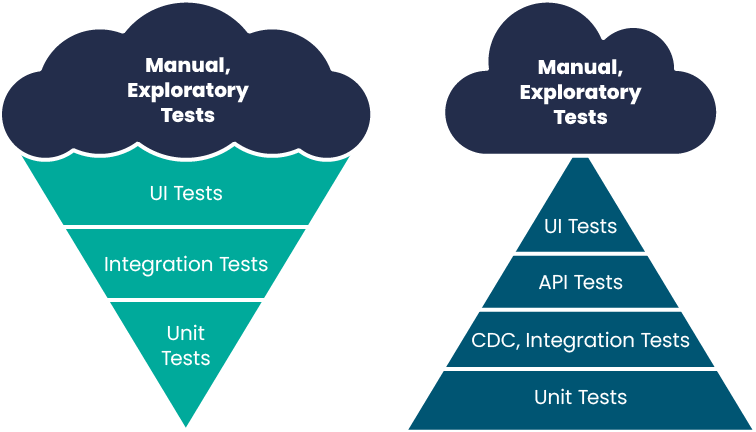 Manual,
Exploratory
Tests
UI Tests
Integration Tests
Unit
Tests
Manual,
Exploratory
Tests
UI Tests
API Tests
CDC, Integration Tests
Unit Tests